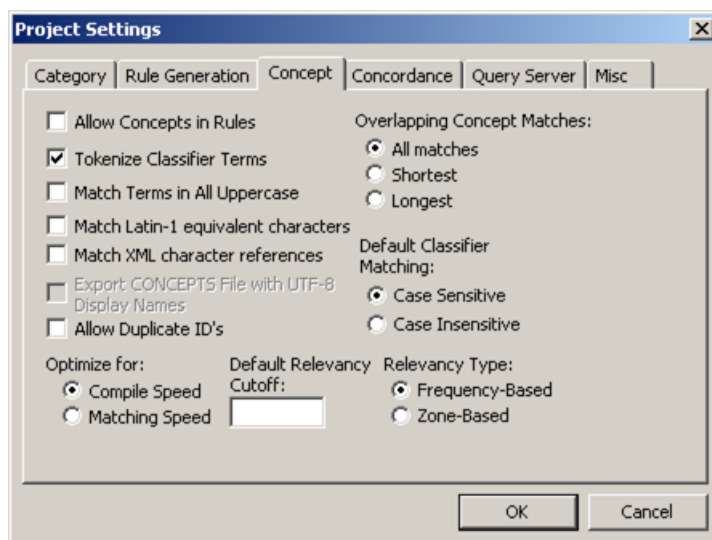 Project Settings
Category
Rule Generation
Concept
Concordance
Query Server
Misc
Allow Concepts in Rules
Tokenize Classifier Terms
Match Terms in All Uppercase
Match Latin-1 equivalent characters
Match XML character references
Export CONCEPTS File with UTF-8
Display Names
Allow Duplicate ID's
Overlapping Concept Matches:
All matches
Shortest
Longest
Default Classifier
Matching:
Case Sensitive
Case Insensitive
Optimize for:
Compile Speed
Matching Speed
Default Relevancy
Cutoff:
Relevancy Type:
Frequency-Based
Zone-Based
OK
Cancel